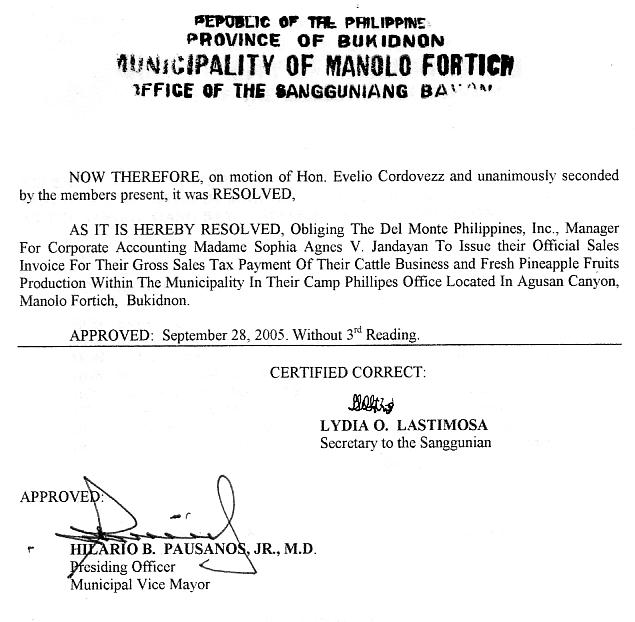 REPUBLIC OF THE PHILIPPINE
PROVINCE OF BUKIDNON
MUNICIPALITY OF MANOLO FORTICH
OFFICE OF THE SANGGUNIANG BAYAN
NOW THEREFORE, on motion of Hon. Evelio Cordovezz and unanimously seconded
by the members present, it was RESOLVED,
AS IT IS HEREBY RESOLVED, Obliging The Del Monte Philippines, Inc., Manager
For Corporate Accounting Madame Sophia Agnes V. Jandayan To Issue their Official Sales
Invoice For Their Gross Sales Tax Payment Of Their Cattle Business and Fresh Pineapple Fruits
Production Within The Municipality In Their Camp Phillipes Office Located In Agusan Canyon,
Manolo Fortich, Bukidnon.
APPROVED: September 28, 2005. Without 3rd Reading.
CERTIFIED CORRECT:
LYDIA O. LASTIMOSA
Secretary to the Sanggunian
APPROVED:
HILARIO B. PAUSANOS, JR., M.D.
Presiding Officer
Municipal Vice Mayor